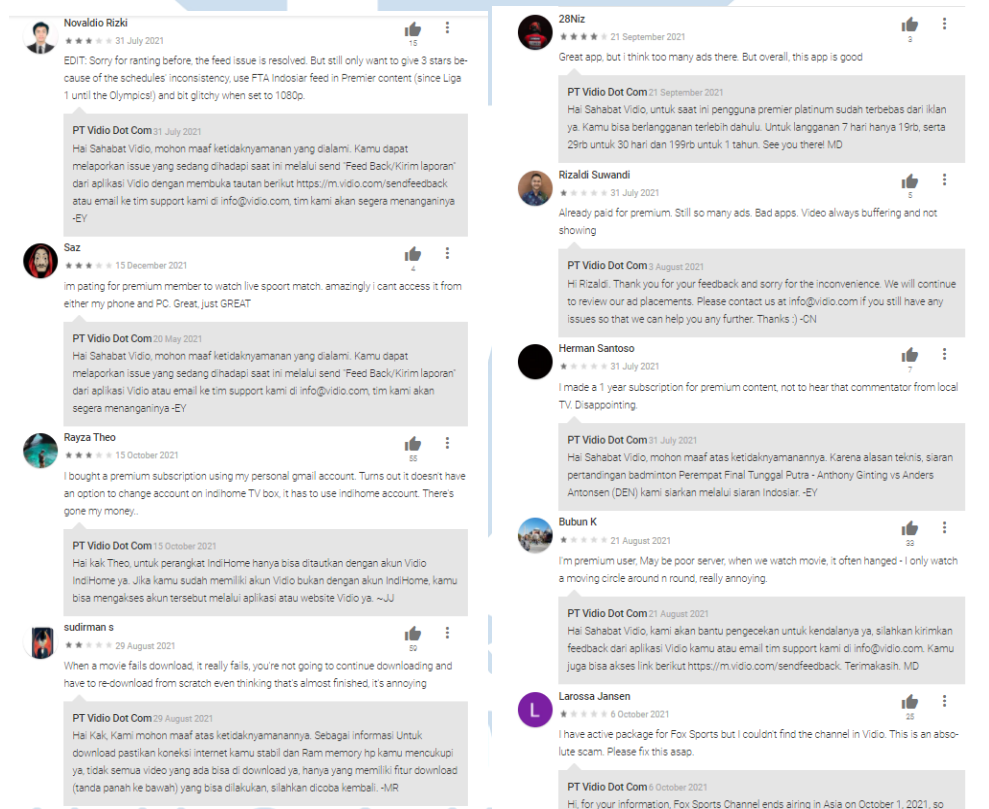 Novaldio Rizki
31 July 2021
15
EDIT: Sorry for ranting before, the feed issue is resolved. But still only want to give 3 stars be-
cause of the schedules' inconsistency, use FTA Indosiar feed in Premier content (since Liga
1 until the Olympics!) and bit glitchy when set to 1080p.
PT Vidio Dot Com 31 July 2021
Hai Sahabat Vidio, mohon maaf ketidaknyamanan yang dialami. Kamu dapat
melaporkan issue yang sedang dihadapi saat ini melalui send "Feed Back/Kirim laporan"
dari aplikasi Vidio dengan membuka tautan berikut https://m.vidio.com/sendfeedback
atau email ke tim support kami di info@vidio.com, tim kami akan segera menanganinya
-EY
Saz
15 December 2021
4
im pating for premium member to watch live spoort match. amazingly i cant access it from
either my phone and PC. Great, just GREAT
PT Vidio Dot Com 20 May 2021
Hai Sahabat Vidio, mohon maaf ketidaknyamanan yang dialami. Kamu dapat
melaporkan issue yang sedang dihadapi saat ini melalui send "Feed Back/Kirim laporan"
dari aplikasi Vidio atau email ke tim support kami di info@vidio.com, tim kami akan
segera menanganinya -EY
Rayza Theo
15 October 2021
55
I bought a premium subscription using my personal gmail account. Turns out it doesn't have
an option to change account on indihome TV box, it has to use indihome account. There's
gone my money..
PT Vidio Dot Com 15 October 2021
Hai kak Theo, untuk perangkat IndiHome hanya bisa ditautkan dengan akun Vidio
IndiHome ya. Jika kamu sudah memiliki akun Vidio bukan dengan akun IndiHome, kamu
bisa mengakses akun tersebut melalui aplikasi atau website Vidio ya. ~JJ
sudirman s
29 August 2021
59
When a movie fails download, it really fails, you're not going to continue downloading and
have to re-download from scratch even thinking that's almost finished, it's annoying
PT Vidio Dot Com 29 August 2021
Hai Kak, Kami mohon maaf atas ketidaknyamanannya. Sebagai informasi Untuk
download pastikan koneksi internet kamu stabil dan Ram memory hp kamu mencukupi
ya, tidak semua video yang ada bisa di download ya, hanya yang memiliki fitur download
(tanda panah ke bawah) yang bisa dilakukan, silahkan dicoba kembali. -MR
28Niz
21 September 2021
3
Great app, but i think too many ads there. But overall, this app is good
PT Vidio Dot Com 21 September 2021
Hai Sahabat Vidio, untuk saat ini pengguna premier platinum sudah terbebas dari iklan
ya. Kamu bisa berlangganan terlebih dahulu. Untuk langganan 7 hari hanya 19rb, serta
29rb untuk 30 hari dan 199rb untuk 1 tahun. See you there! MD
Rizaldi Suwandi
31 July 2021
5
Already paid for premium. Still so many ads. Bad apps. Video always buffering and not
showing
PT Vidio Dot Com 3 August 2021
Hi Rizaldi. Thank you for your feedback and sorry for the inconvenience. We will continue
to review our ad placements. Please contact us at info@vidio.com if you still have any
issues so that we can help you any further. Thanks :) -CN
Herman Santoso
31 July 2021
7
I made a 1 year subscription for premium content, not to hear that commentator from local
TV. Disappointing.
PT Vidio Dot Com 31 July 2021
Hai Sahabat Vidio, mohon maaf atas ketidaknyamanannya. Karena alasan teknis, siaran
pertandingan badminton Perempat Final Tunggal Putra - Anthony Ginting vs Anders
Antonsen (DEN) kami siarkan melalui siaran Indosiar. -EY
Bubun K
21 August 2021
33
I'm premium user, May be poor server, when we watch movie, it often hanged - I only watch
a moving circle around n round, really annoying.
PT Vidio Dot Com 21 August 2021
Hai Sahabat Vidio, kami akan bantu pengecekan untuk kendalanya ya, silahkan kirimkan
feedback dari aplikasi Vidio kamu atau email tim support kami di info@vidio.com. Kamu
juga bisa akses link berikut https://m.vidio.com/sendfeedback. Terimakasih. MD
L
Larossa Jansen
6 October 2021
25
I have active package for Fox Sports but I couldn't find the channel in Vidio. This is an abso-
lute scam. Please fix this asap.
PT Vidio Dot Com 6 October 2021
Hi, for your information, Fox Sports Channel ends airing in Asia on October 1, 2021, so